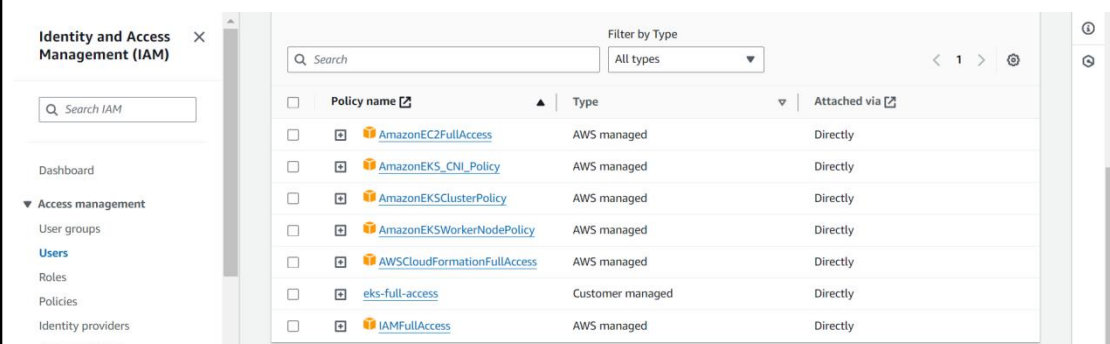 Identity and Access
Management (IAM)
Search IAM
Dashboard
Access management
User groups
Users
Roles
Policies
Identity providers
Filter by Type
Search
All types
1
Policy name
Type
Attached via
AmazonEC2FullAccess
AWS managed
Directly
AmazonEKS_CNI_Policy
AWS managed
Directly
AmazonEKSClusterPolicy
AWS managed
Directly
AmazonEKSWorkerNodePolicy
AWS managed
Directly
AWSCloudFormationFullAccess
AWS managed
Directly
eks-full-access
Customer managed
Directly
IAMFullAccess
AWS managed
Directly